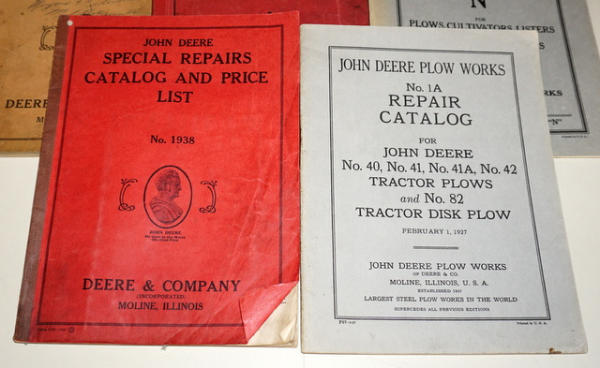 N
FOR
PLOWS, CULTIVATORS, LISTERS
JOHN DEERE
SPECIAL REPAIRS
CATALOG AND PRICE
LIST
No. 1938
JOHN DEERE
DEERE & COMPANY
(INCORPORATED)
MOLINE, ILLINOIS
JOHN DEERE PLOW WORKS
No. 1A
REPAIR
CATALOG
FOR
JOHN DEERE
No. 40, No. 41, No. 41A, No. 42
TRACTOR PLOWS
and No. 82
TRACTOR DISK PLOW
FEBRUARY 1, 1927
JOHN DEERE PLOW WORKS
OF DEERE & CO.
MOLINE, ILLINOIS, U. S. A.
ESTABLISHED 1837
LARGEST STEEL PLOW WORKS IN THE WORLD
SUPERCEDES ALL PREVIOUS EDITIONS
Printed in U. S. A.
DEERE
"N"